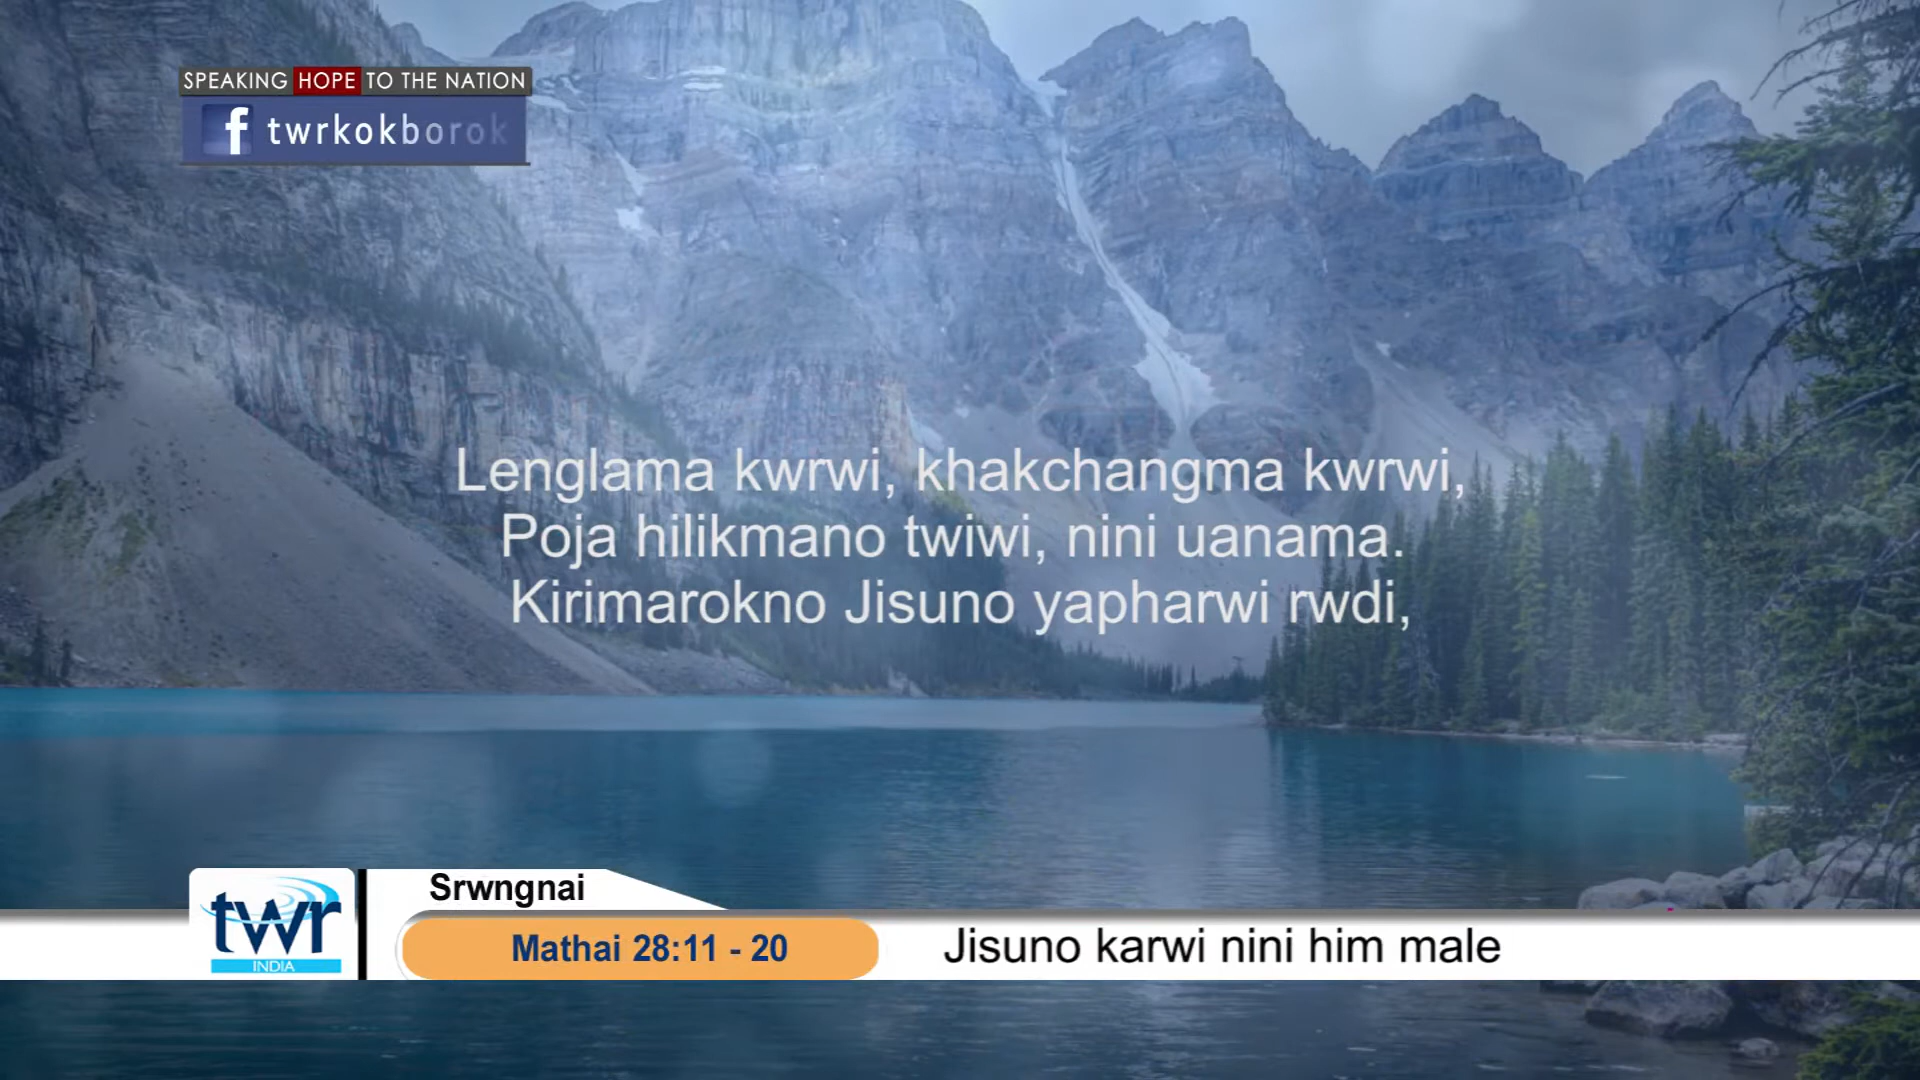 SPEAKING HOPE TO THE NATION
f twrkokborok
Lenglama kwrwi, khakchangma kwrwi,
Poja hilikmano twiwi, nini uanama.
Kirimarokno Jisuno yapharwi rwdi,
Srwngnai
twr
INDIA
Mathai 28:11 - 20
Jisuno karwi nini him male